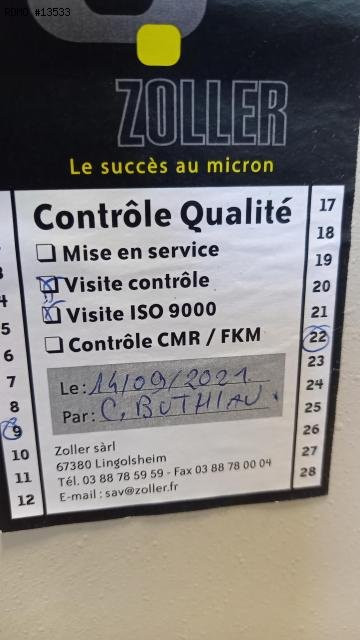 RDMO #13533
ZOLLER
Le succès au micron
Contrôle Qualité
Mise en service
Visite contrôle
Visite ISO 9000
Contrôle CMR / FKM
Le: 14/09/2021
Par: C. BUTHIAU.
Zoller sàrl
67380 Lingolsheim
Tél. 03 88 78 59 59 - Fax 03 88 78 00 04
E-mail : sav@zoller.fr
4
5
6
7
8
9
10
11
12
17
18
19
20
21
22
23
24
25
26
27
28